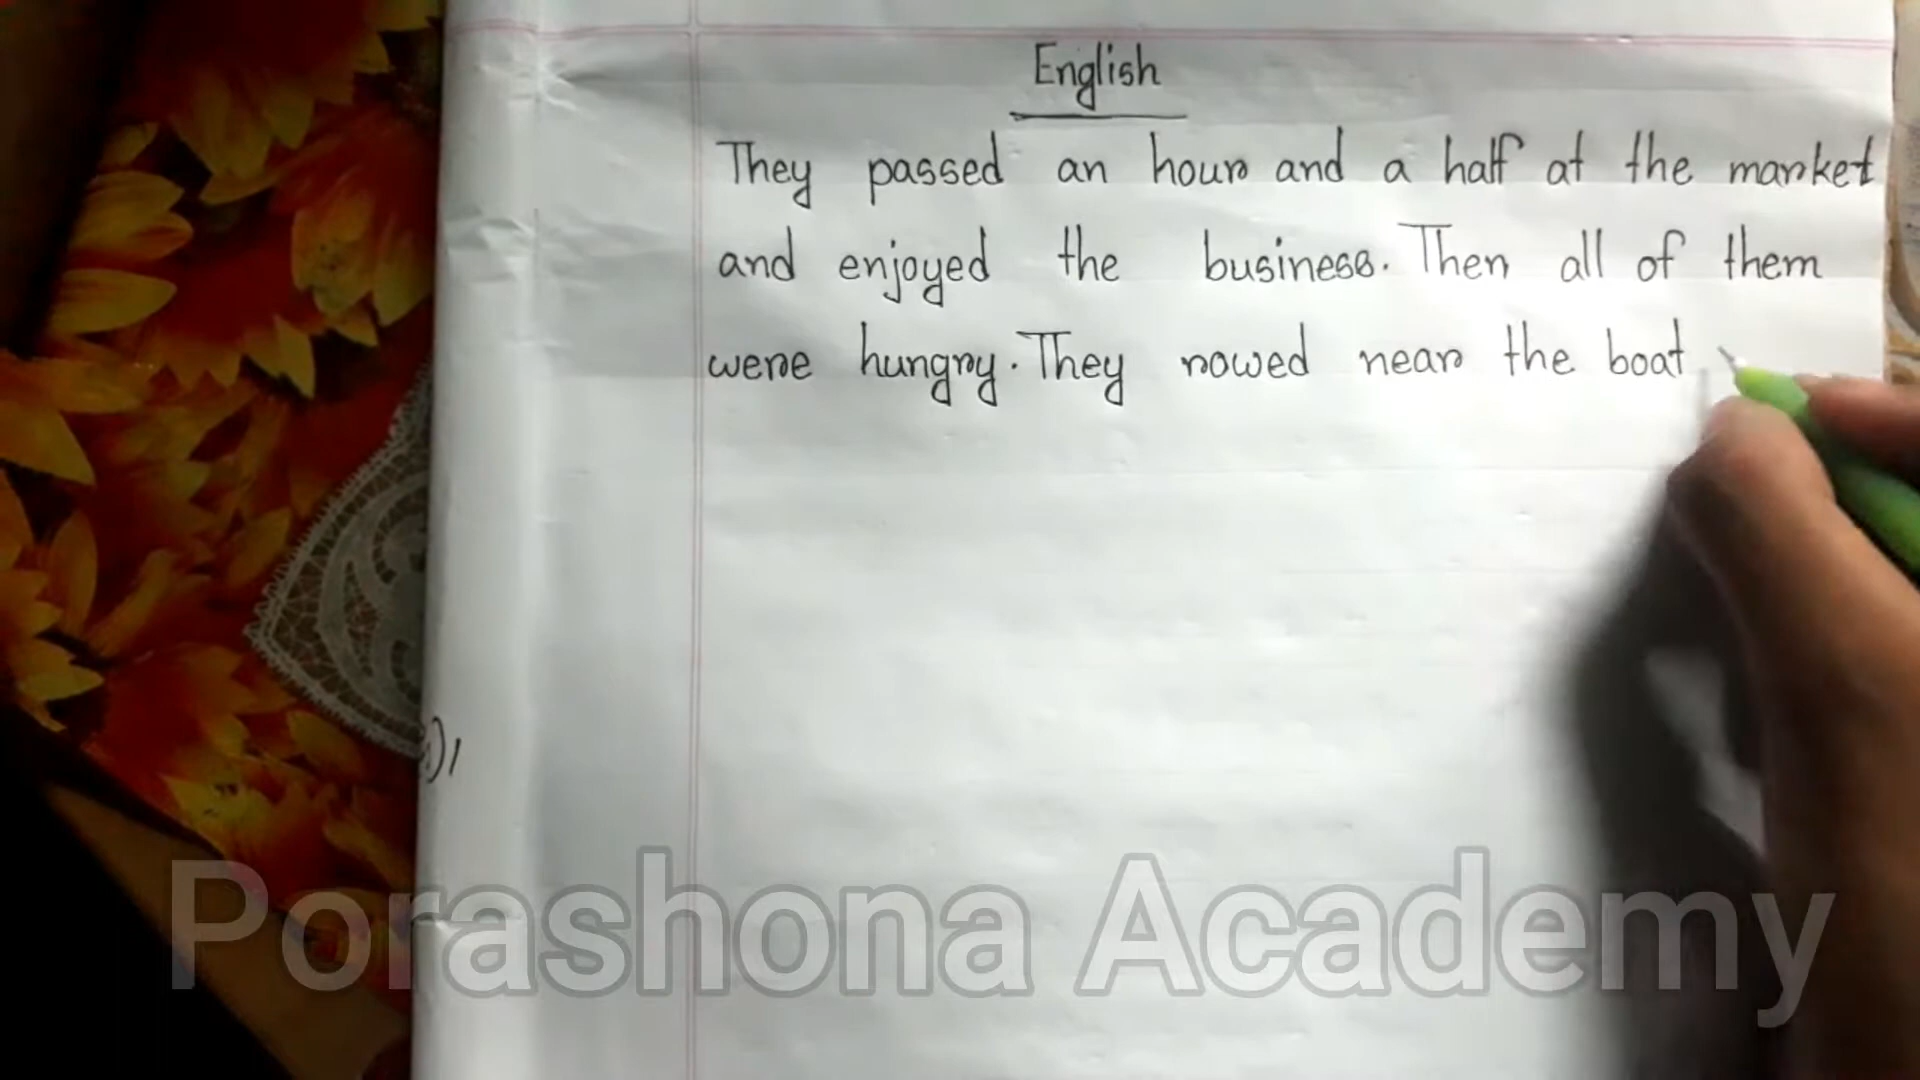 English
They passed an hour and a half at the market
and enjoyed the business. Then all of them
were hungry. They rowed near the boat
Porashona Academy